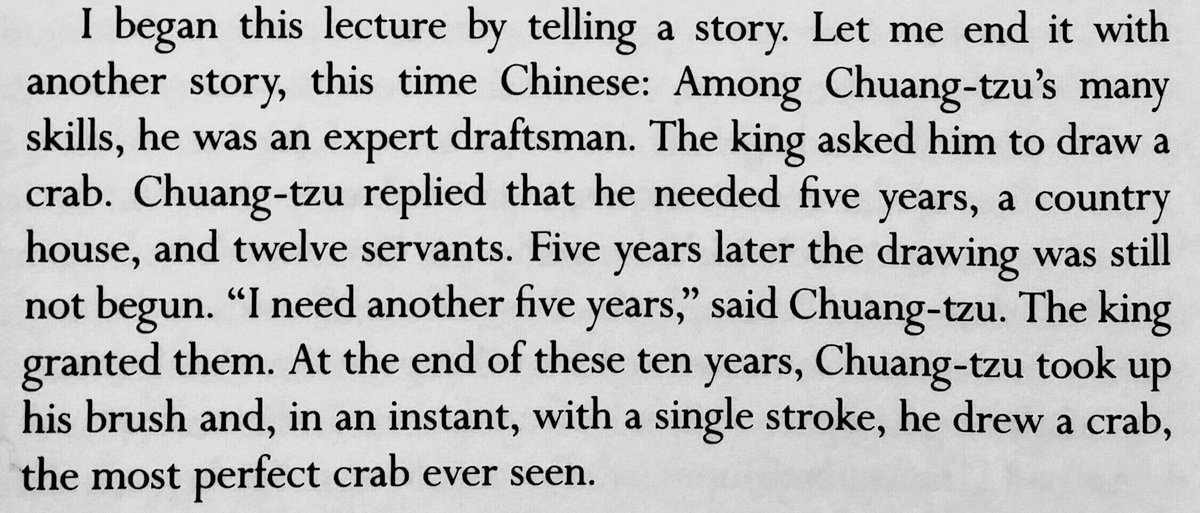 I began this lecture by telling a story. Let me end it with
another story, this time Chinese: Among Chuang-tzu’s many
skills, he was an expert draftsman. The king asked him to draw a
crab. Chuang-tzu replied that he needed five years, a country
house, and twelve servants. Five years later the drawing was still
not begun. “I need another five years,” said Chuang-tzu. The king
granted them. At the end of these ten years, Chuang-tzu took up
his brush and, in an instant, with a single stroke, he drew a crab,
the most perfect crab ever seen.